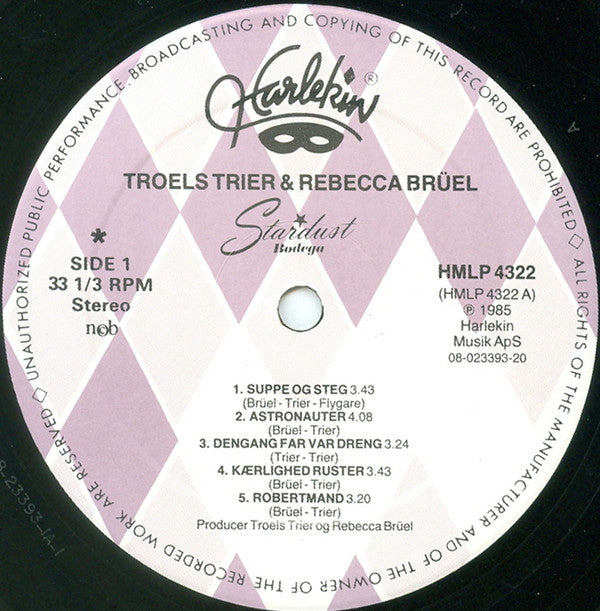 UNAUTHORIZED PUBLIC PERFORMANCE, BROADCASTING AND COPYING OF THIS RECORD ARE PROHIBITED ◇ ALL RIGHTS OF THE MANUFACTURER AND OF THE OWNER OF THE RECORDED WORK ARE RESERVED ◇
Harlekin ®
TROELS TRIER & REBECCA BRÜEL
Stardust
Bodega
*
SIDE 1
33 1/3 RPM
Stereo
n©b
HMLP 4322
(HMLP 4322 A)
℗ 1985
Harlekin
Musik ApS
08-023393-20
1. SUPPE OG STEG 3.43
(Brüel - Trier - Flygare)
2. ASTRONAUTER 4.08
(Brüel - Trier)
3. DENGANG FAR VAR DRENG 3.24
(Trier - Trier)
4. KÆRLIGHED RUSTER 3.43
(Brüel - Trier)
5. ROBERTMAND 3.20
(Brüel - Trier)
Producer Troels Trier og Rebecca Brüel